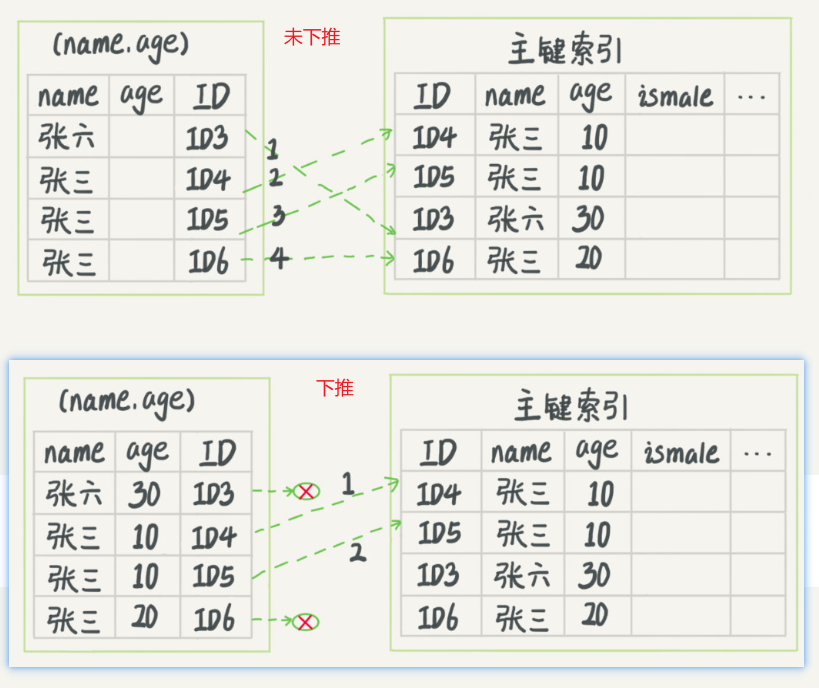 (name.age) 未下推 主键索引
name age ID ID name age ismale ...
张六 ID3 1 ID4 张三 10
张三 ID4 2 ID5 张三 10
张三 ID5 3 ID3 张六 30
张三 ID6 4 ID6 张三 20
(name.age) 下推 主键索引
name age ID ID name age ismale ...
张六 30 ID3 1 ID4 张三 10
张三 10 ID4 ID5 张三 10
张三 10 ID5 2 ID3 张六 30
张三 20 ID6 ID6 张三 20